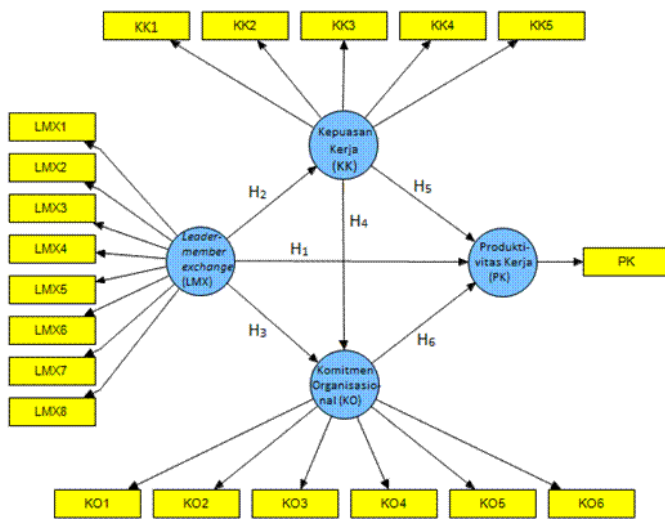 KK1
KK2
KK3
KK4
KK5
Kepuasan
Kerja
(KK)
LMX1
LMX2
LMX3
LMX4
LMX5
LMX6
LMX7
LMX8
H2
H5
H4
Leader-
member
exchange
(LMX)
H1
Produkti-
vitas Kerja
(PK)
PK
H3
H6
Komitmen
Organisasio-
nal (KO)
KO1
KO2
KO3
KO4
KO5
KO6